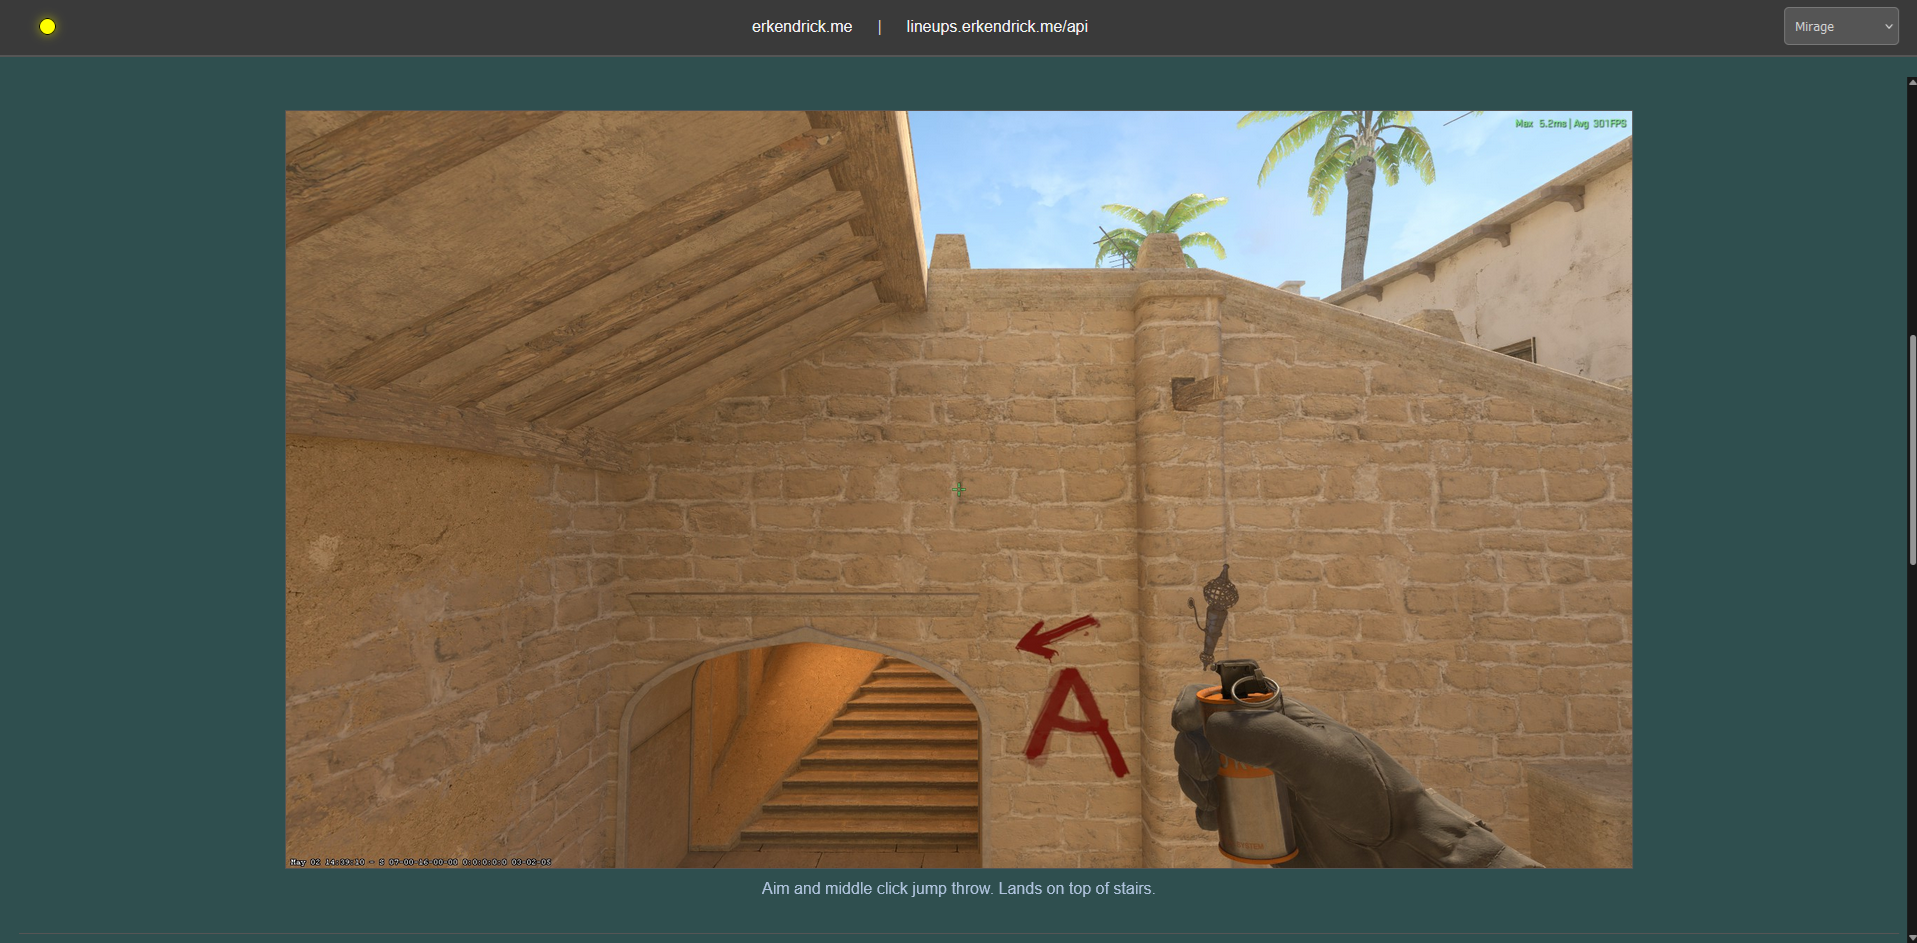 erkendrick.me | lineups.erkendrick.me/api
Mirage
Max 5.2ms | Avg 301FPS
A
SYSTEM
Aim and middle click jump throw. Lands on top of stairs.